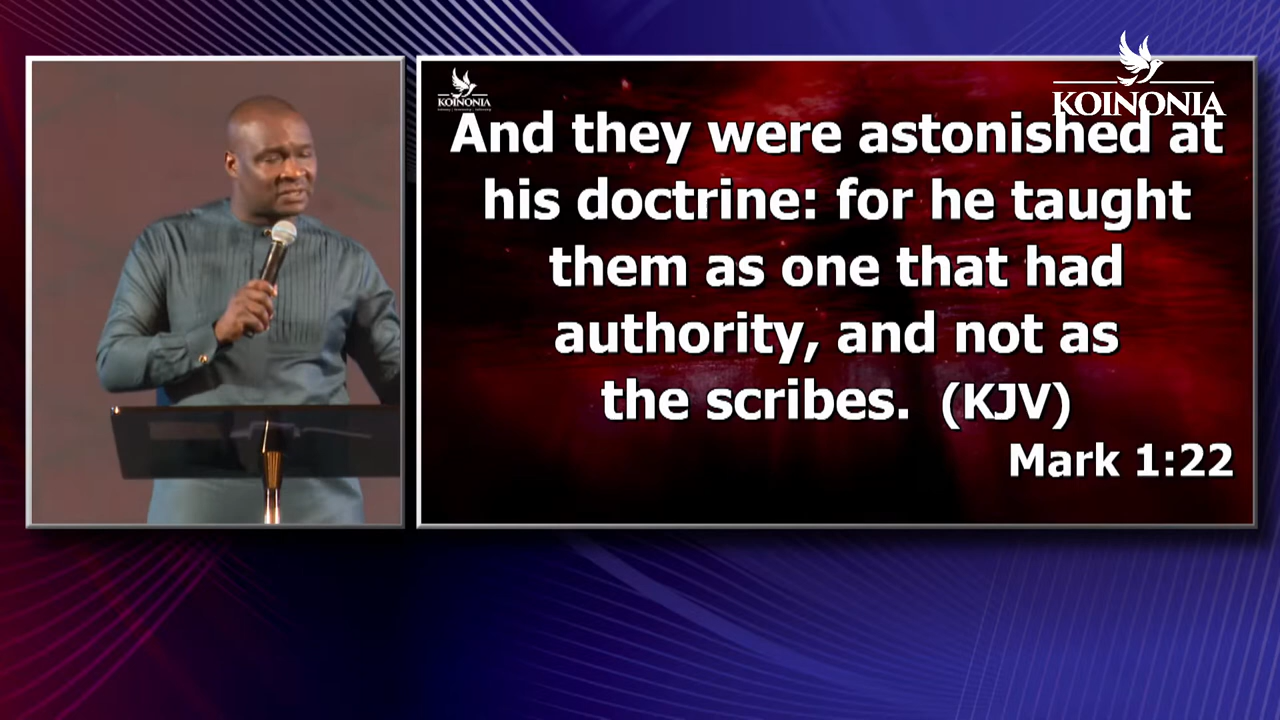 KOINONIA
KOINONIA
And they were astonished at
his doctrine: for he taught
them as one that had
authority, and not as
the scribes. (KJV)
Mark 1:22